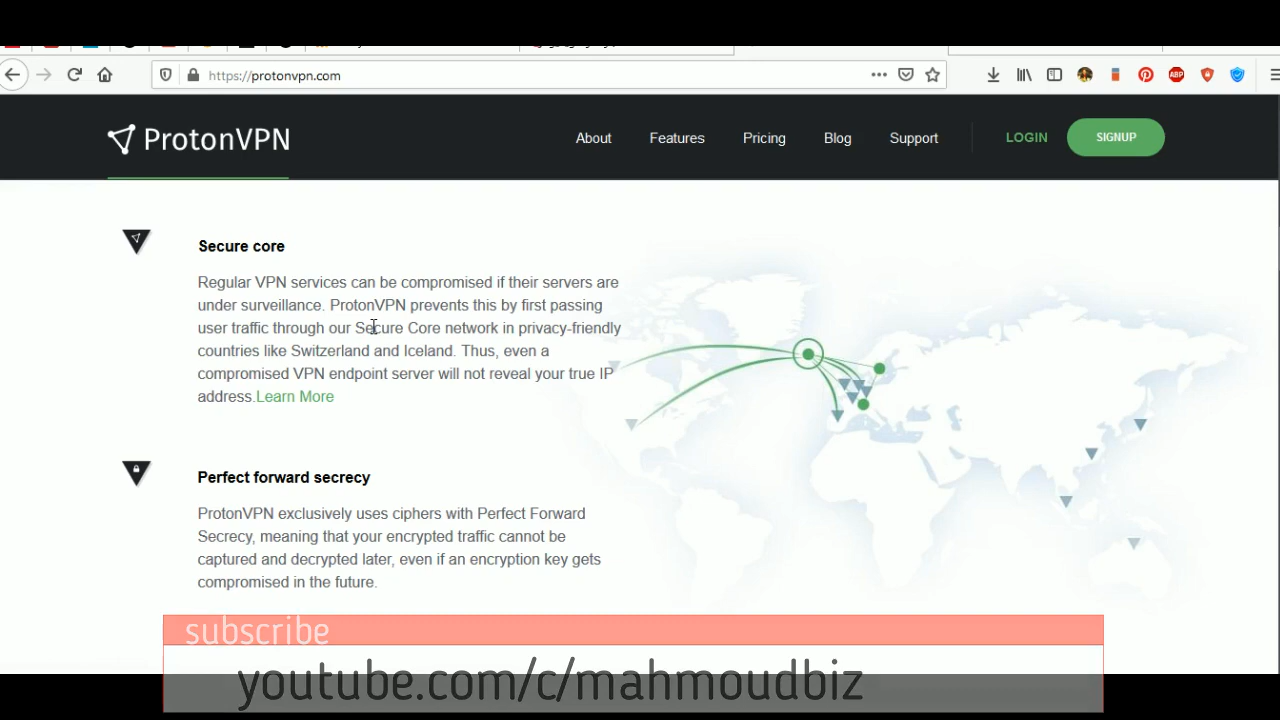 https://protonvpn.com
ABP
ProtonVPN
About Features Pricing Blog Support LOGIN SIGNUP
Secure core
Regular VPN services can be compromised if their servers are
under surveillance. ProtonVPN prevents this by first passing
user traffic through our Secure Core network in privacy-friendly
countries like Switzerland and Iceland. Thus, even a
compromised VPN endpoint server will not reveal your true IP
address.Learn More
Perfect forward secrecy
ProtonVPN exclusively uses ciphers with Perfect Forward
Secrecy, meaning that your encrypted traffic cannot be
captured and decrypted later, even if an encryption key gets
compromised in the future.
subscribe
youtube.com/c/mahmoudbiz